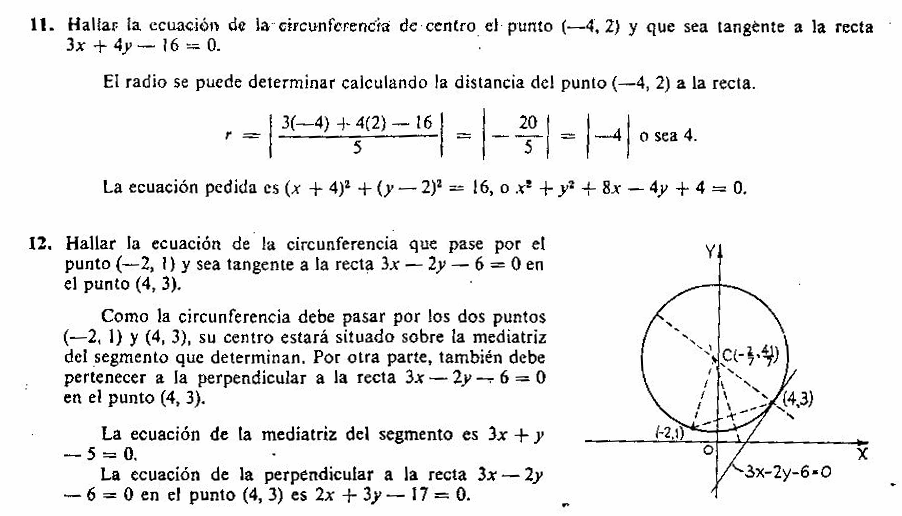 11. Hallar la ecuación de la circunferencia de centro el punto (—4, 2) y que sea tangente a la recta
3x + 4y — 16 = 0.
El radio se puede determinar calculando la distancia del punto (—4, 2) a la recta.
r = | (3(—4) + 4(2) — 16) / 5 | = | — 20/5 | = | —4 | o sea 4.
La ecuación pedida es (x + 4)² + (y — 2)² = 16, o x² + y² + 8x — 4y + 4 = 0.
12. Hallar la ecuación de la circunferencia que pase por el
punto (—2, 1) y sea tangente a la recta 3x — 2y — 6 = 0 en
el punto (4, 3).
Como la circunferencia debe pasar por los dos puntos
(—2, 1) y (4, 3), su centro estará situado sobre la mediatriz
del segmento que determinan. Por otra parte, también debe
pertenecer a la perpendicular a la recta 3x — 2y — 6 = 0
en el punto (4, 3).
La ecuación de la mediatriz del segmento es 3x + y
— 5 = 0.
La ecuación de la perpendicular a la recta 3x — 2y
— 6 = 0 en el punto (4, 3) es 2x + 3y — 17 = 0.
Y
C(-2/7, 41/7)
(4,3)
(-2,1)
O
X
3x-2y-6=0